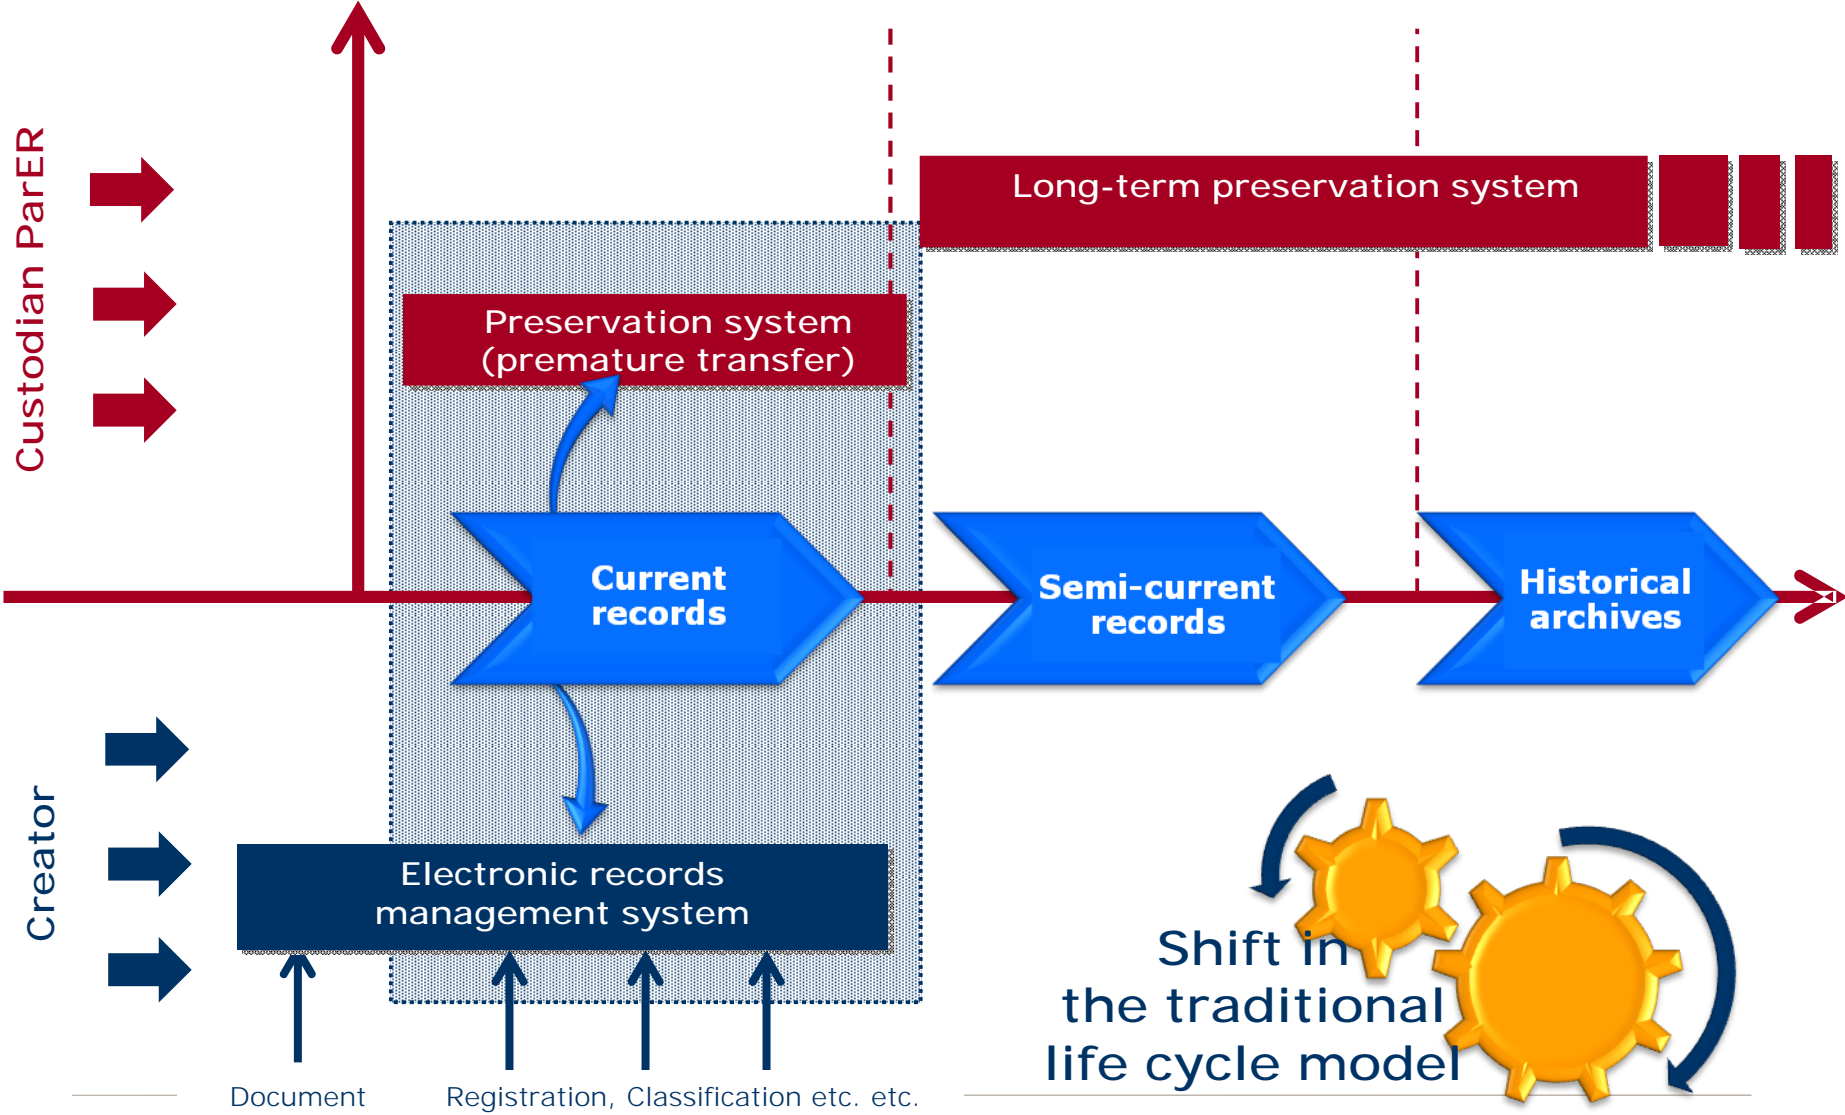 Custodian ParER
Long-term preservation system
Preservation system
(premature transfer)
Current
records
Semi-current
records
Historical
archives
Creator
Electronic records
management system
Shift in
the traditional
life cycle model
Document
Registration, Classification etc. etc.